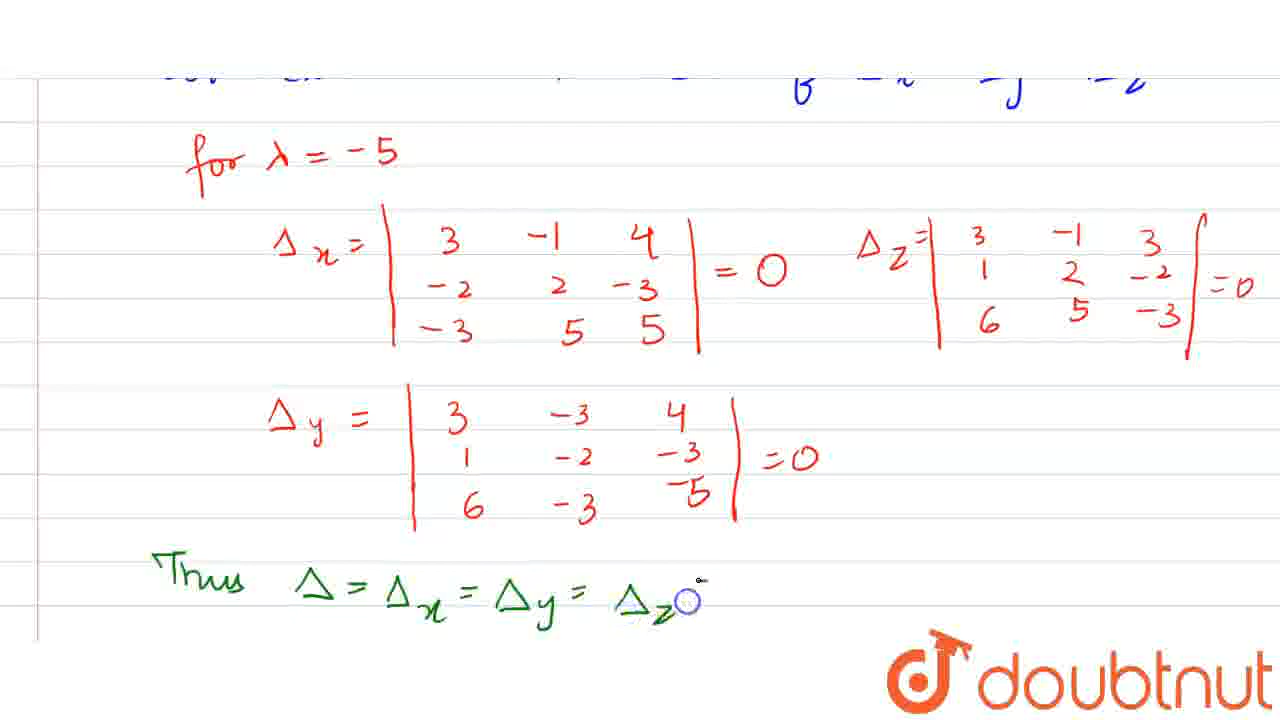 for λ = -5
Δx = | 3 -1 4 | = 0 Δz = | 3 -1 3 | = 0
| -2 2 -3 | | 1 2 -2 |
| -3 5 5 | | 6 5 -3 |
Δy = | 3 -3 4 | = 0
| 1 -2 -3 |
| 6 -3 -5 |
Thus Δ = Δx = Δy = Δz
doubtnut